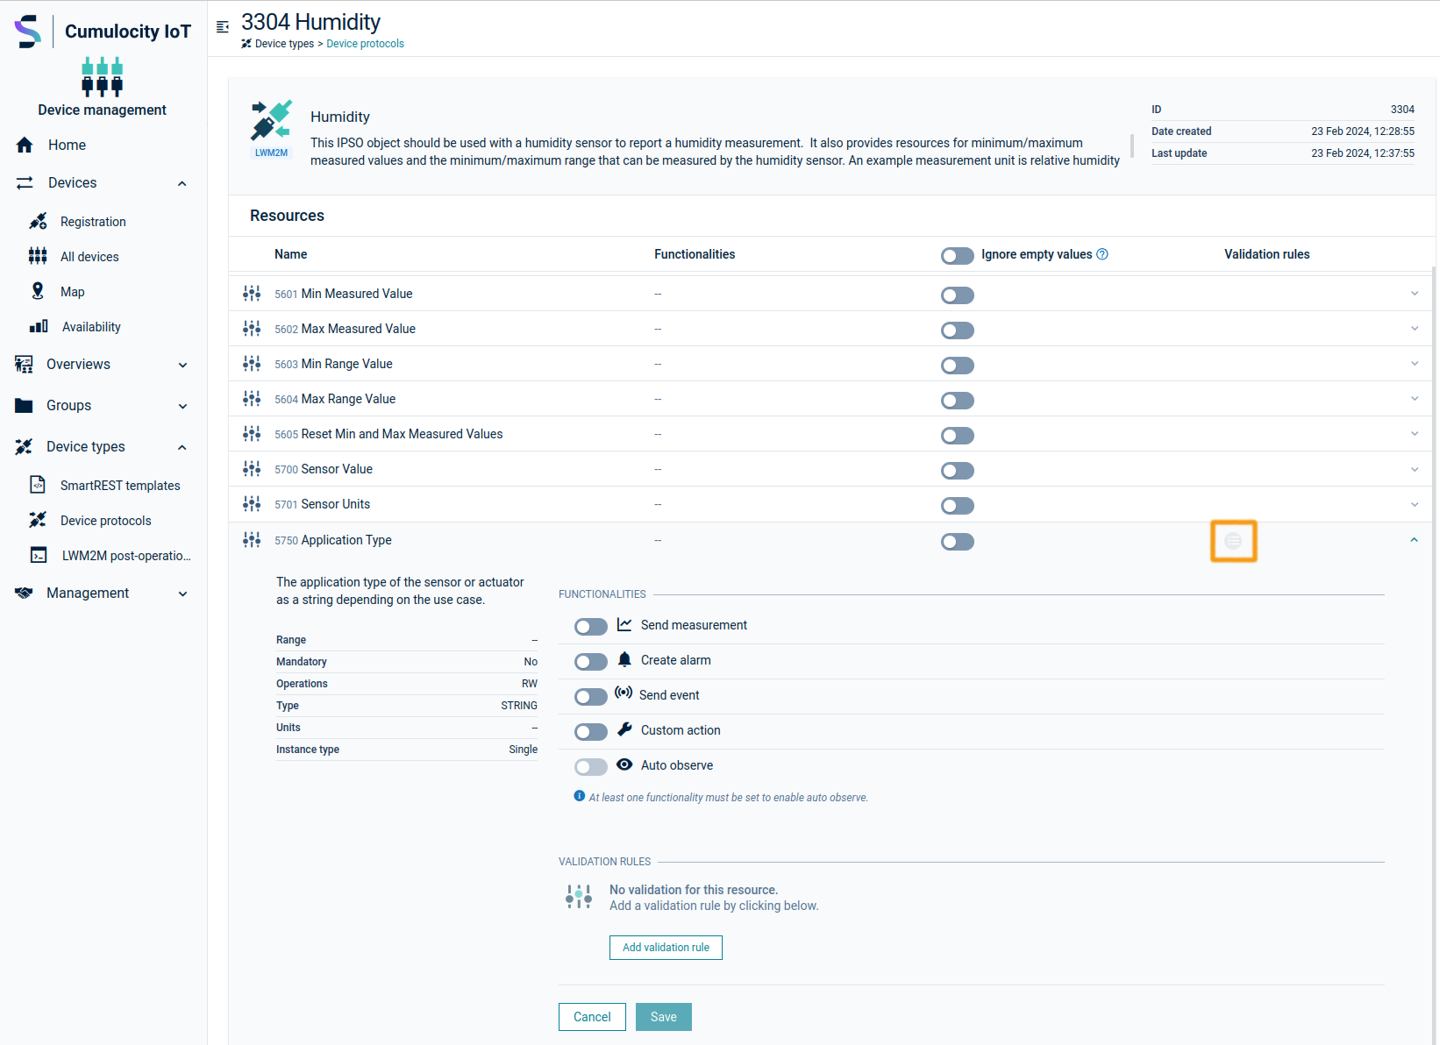 Cumulocity IoT
Device management
Home
Devices
Registration
All devices
Map
Availability
Overviews
Groups
Device types
SmartREST templates
Device protocols
LWM2M post-operatio...
Management
3304 Humidity
Device types > Device protocols
LWM2M
Humidity
This IPSO object should be used with a humidity sensor to report a humidity measurement. It also provides resources for minimum/maximum
measured values and the minimum/maximum range that can be measured by the humidity sensor. An example measurement unit is relative humidity
ID 3304
Date created 23 Feb 2024, 12:28:55
Last update 23 Feb 2024, 12:37:55
Resources
Name Functionalities Ignore empty values Validation rules
5601 Min Measured Value --
5602 Max Measured Value --
5603 Min Range Value --
5604 Max Range Value --
5605 Reset Min and Max Measured Values --
5700 Sensor Value --
5701 Sensor Units --
5750 Application Type --
The application type of the sensor or actuator
as a string depending on the use case.
Range --
Mandatory No
Operations RW
Type STRING
Units --
Instance type Single
FUNCTIONALITIES
Send measurement
Create alarm
Send event
Custom action
Auto observe
At least one functionality must be set to enable auto observe.
VALIDATION RULES
No validation for this resource.
Add a validation rule by clicking below.
Add validation rule
Cancel Save